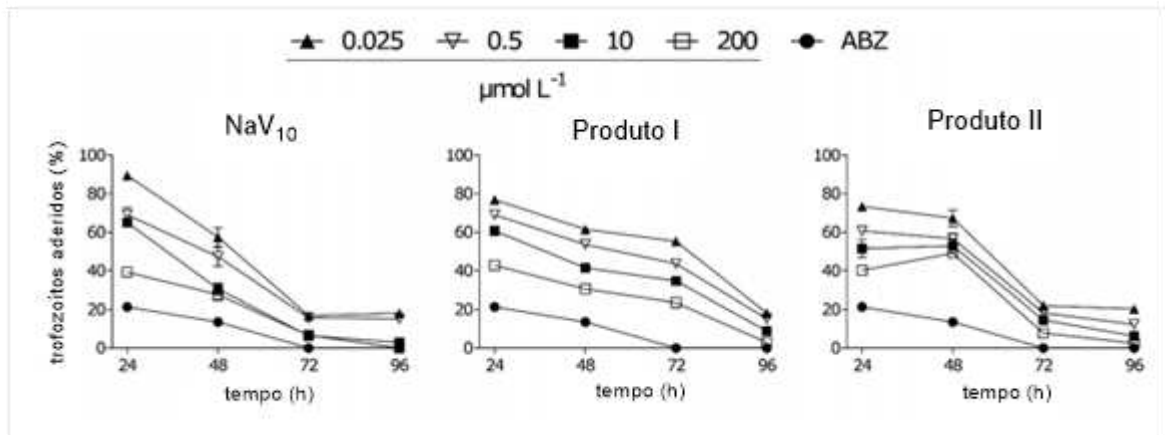 0.025 0.5 10 200 ABZ
µmol L⁻¹
NaV₁₀ Produto I Produto II
trofozoitos aderidos (%)
100 100 100
80 80 80
60 60 60
40 40 40
20 20 20
0 0 0
24 48 72 96 24 48 72 96 24 48 72 96
tempo (h) tempo (h) tempo (h)